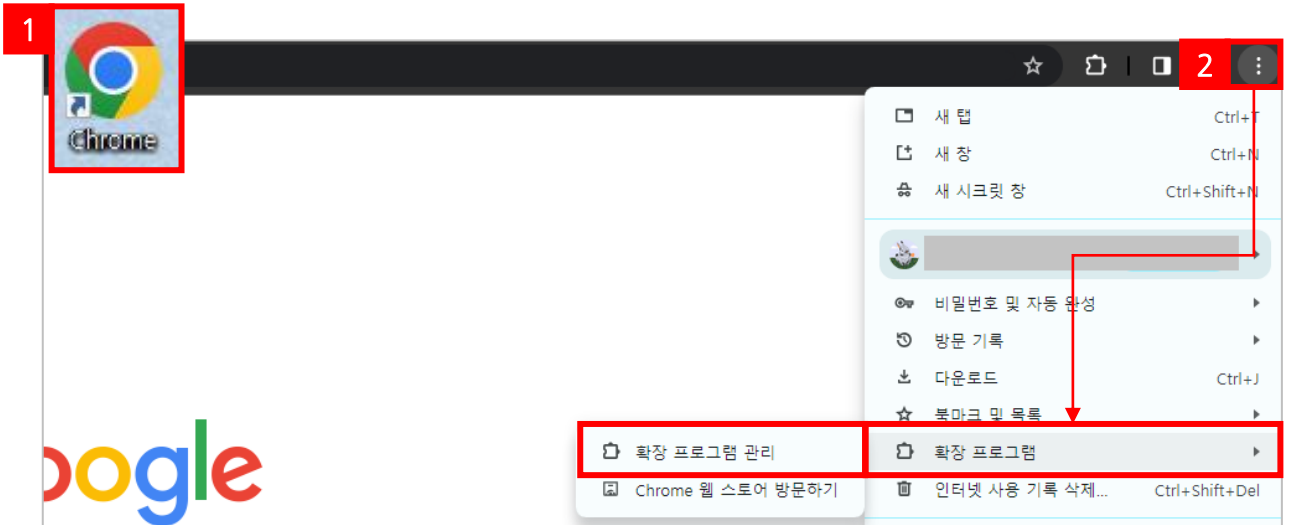 1
Chrome
2
새 탭 Ctrl+T
새 창 Ctrl+N
새 시크릿 창 Ctrl+Shift+N
비밀번호 및 자동 완성
방문 기록
다운로드 Ctrl+J
북마크 및 목록
확장 프로그램 관리
확장 프로그램
Chrome 웹 스토어 방문하기
인터넷 사용 기록 삭제... Ctrl+Shift+Del
oogle